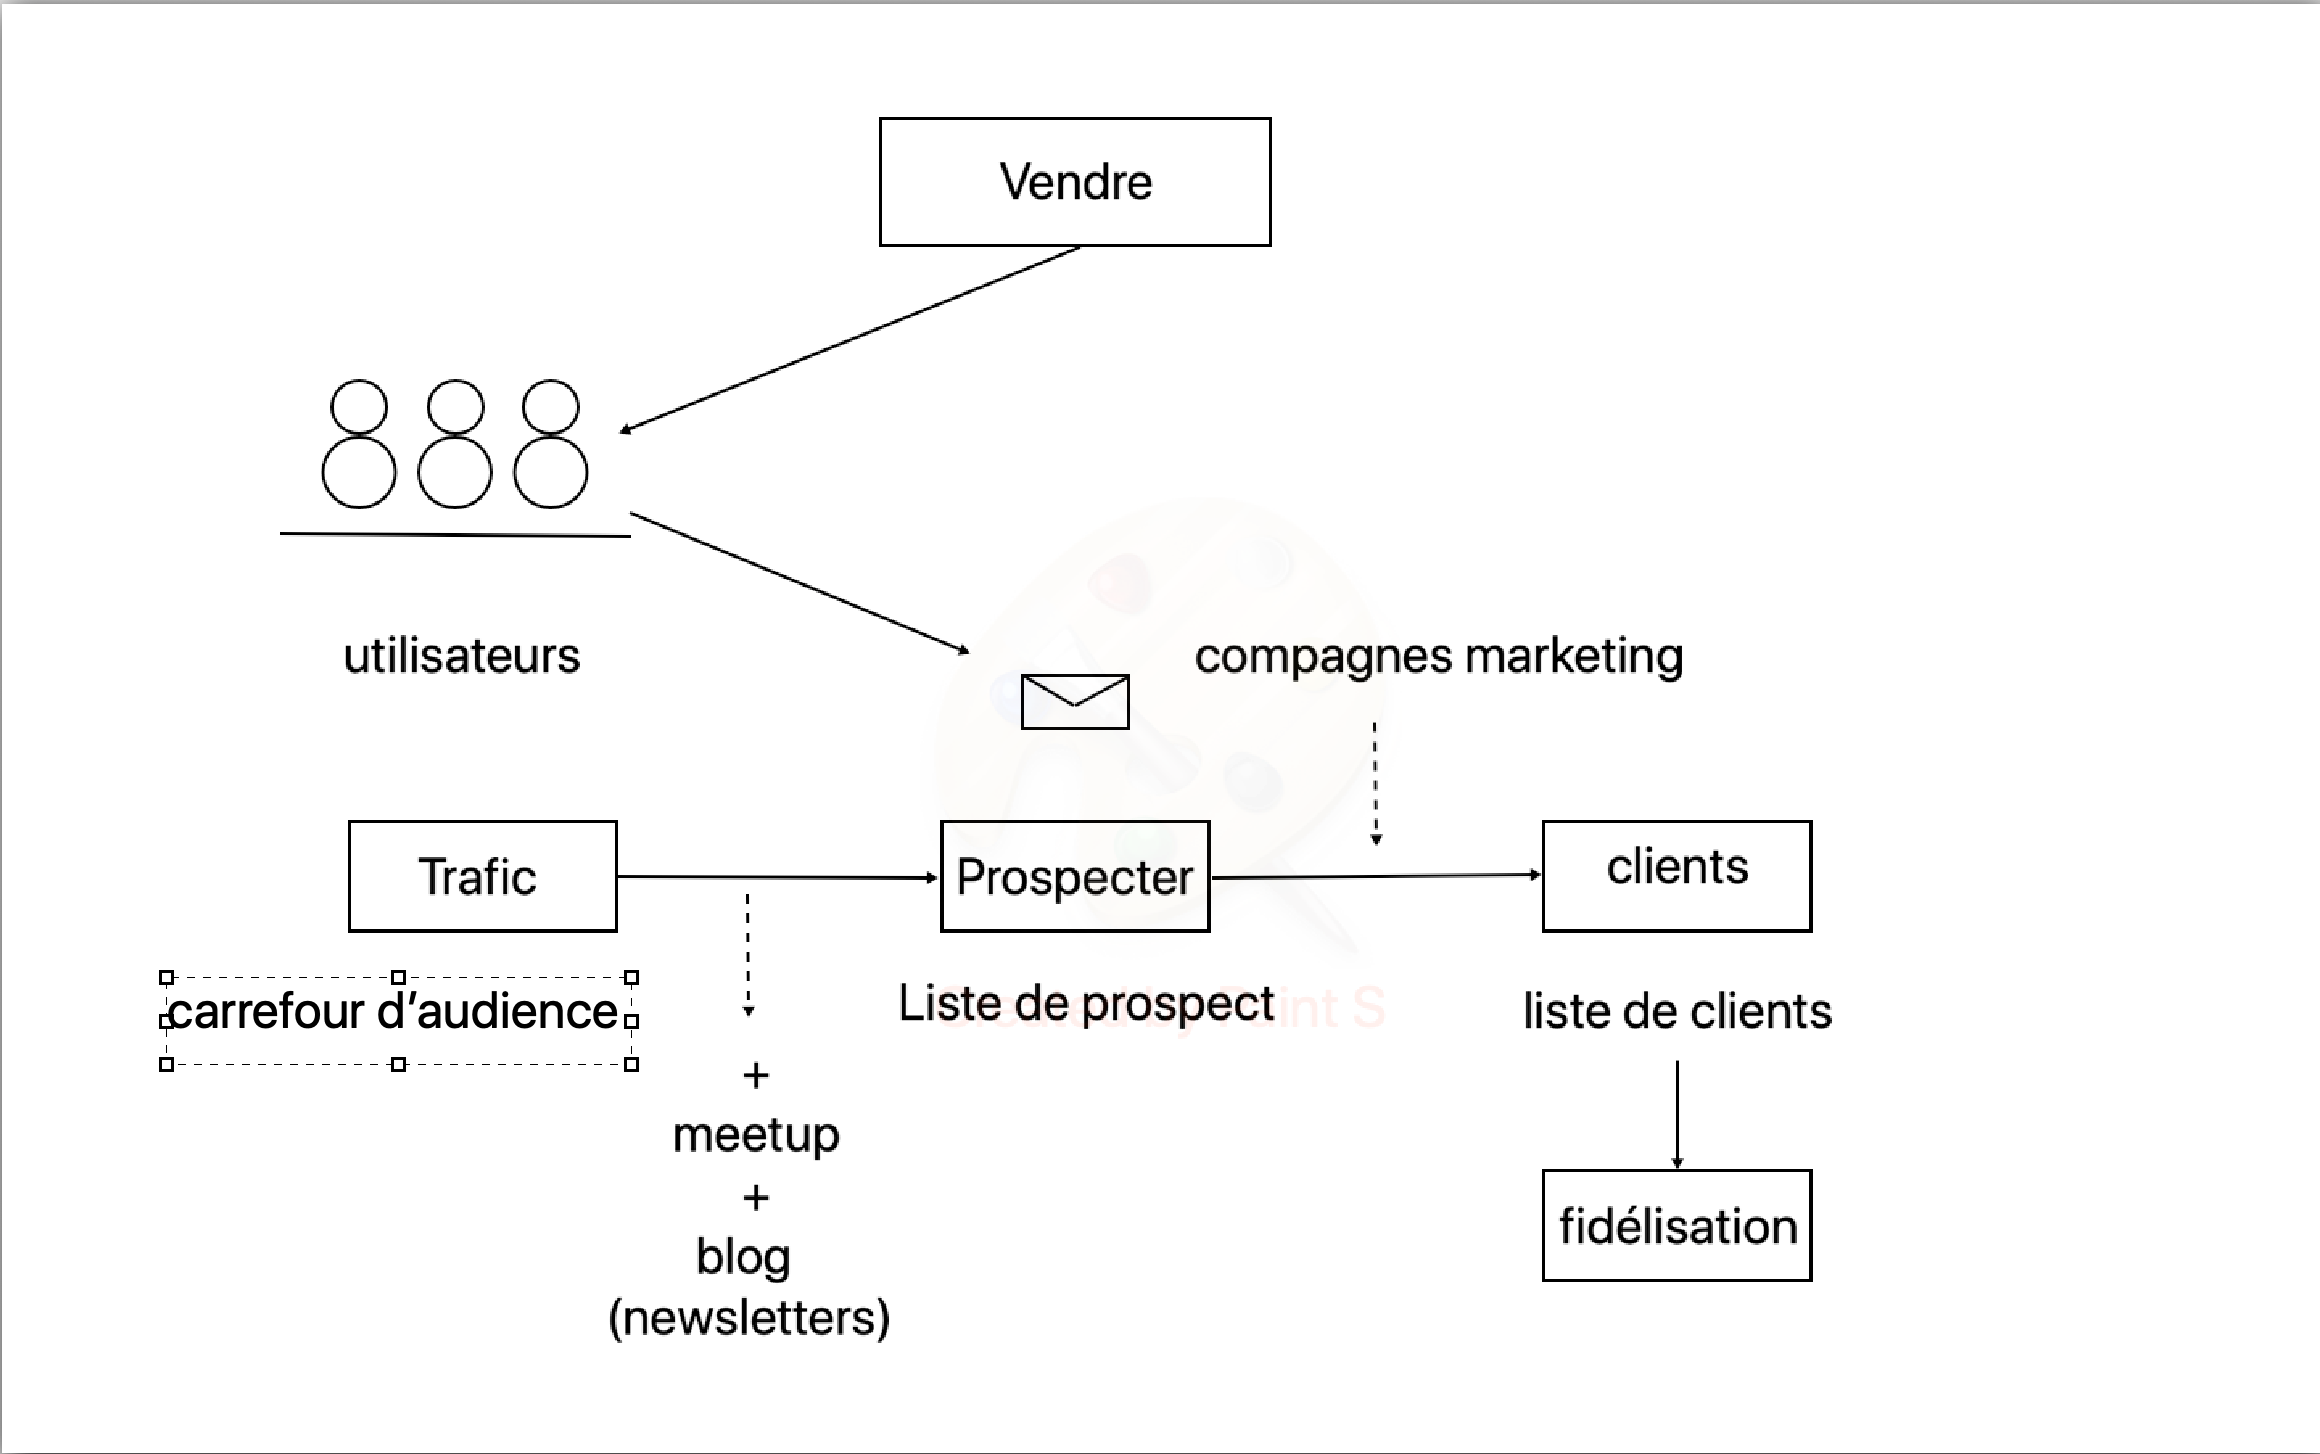 Vendre
utilisateurs
compagnes marketing
Trafic
Prospecter
clients
carrefour d’audience
Liste de prospect
Created by Paint S
liste de clients
+
meetup
+
blog
(newsletters)
fidélisation